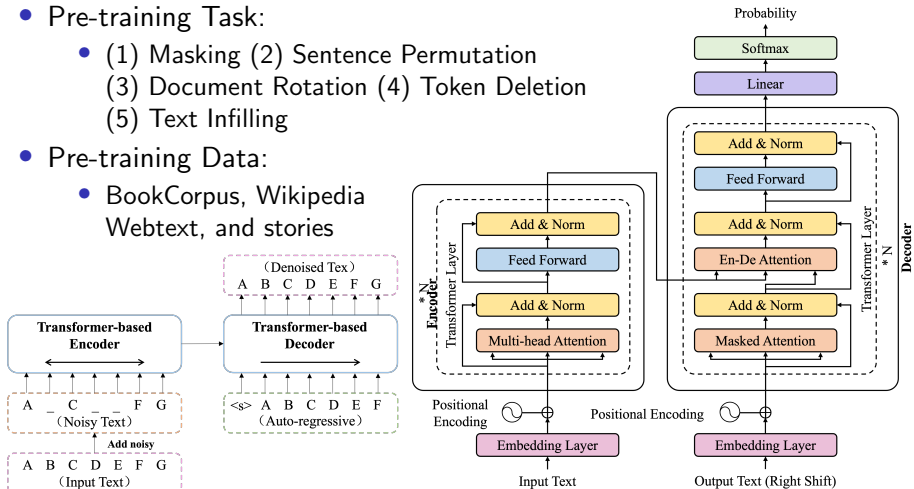 Pre-training Task:
(1) Masking (2) Sentence Permutation
(3) Document Rotation (4) Token Deletion
(5) Text Infilling
Pre-training Data:
BookCorpus, Wikipedia
Webtext, and stories
(Denoised Tex)
A B C D E F G
Transformer-based
Encoder
Transformer-based
Decoder
A _ C _ _ F G
(Noisy Text)
<s> A B C D E F
(Auto-regressive)
Add noisy
A B C D E F G
(Input Text)
Add & Norm
Feed Forward
Add & Norm
Multi-head Attention
Transformer Layer
Encoder
* N
Positional
Encoding
Embedding Layer
Input Text
Probability
Softmax
Linear
Add & Norm
Feed Forward
Add & Norm
En-De Attention
Add & Norm
Masked Attention
Transformer Layer
* N
Decoder
Positional Encoding
Embedding Layer
Output Text (Right Shift)